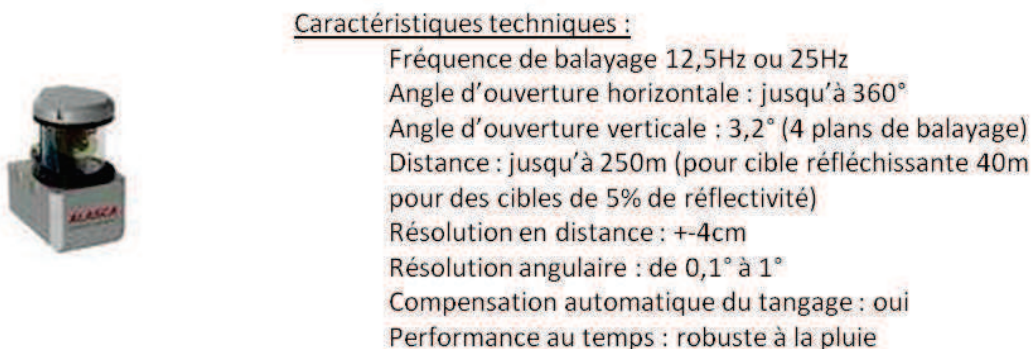 Caractéristiques techniques :
Fréquence de balayage 12,5Hz ou 25Hz
Angle d'ouverture horizontale : jusqu'à 360°
Angle d'ouverture verticale : 3,2° (4 plans de balayage)
Distance : jusqu'à 250m (pour cible réfléchissante 40m
pour des cibles de 5% de réflectivité)
Résolution en distance : +-4cm
Résolution angulaire : de 0,1° à 1°
Compensation automatique du tangage : oui
Performance au temps : robuste à la pluie
ALASCA